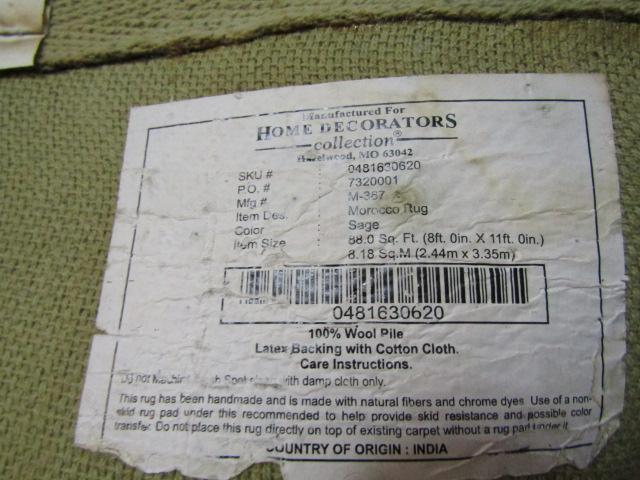 Manufactured For
HOME DECORATORS
collection®
Hazelwood, MO 63042
SKU # : 0481630620
P.O. # : 7320001
Mfg # : M-367
Item Des. : Morocco Rug
Color : Sage
Item Size : 88.0 Sq. Ft. (8ft. 0in. X 11ft. 0in.)
8.18 Sq.M (2.44m x 3.35m)
0481630620
100% Wool Pile
Latex Backing with Cotton Cloth.
Care Instructions.
Do not Machine Spot with damp cloth only.
This rug has been handmade and is made with natural fibers and chrome dyes. Use of a non-
skid rug pad under this recommended to help provide skid resistance and possible color
transfer. Do not place this rug directly on top of existing carpet without a rug pad under it.
COUNTRY OF ORIGIN : INDIA